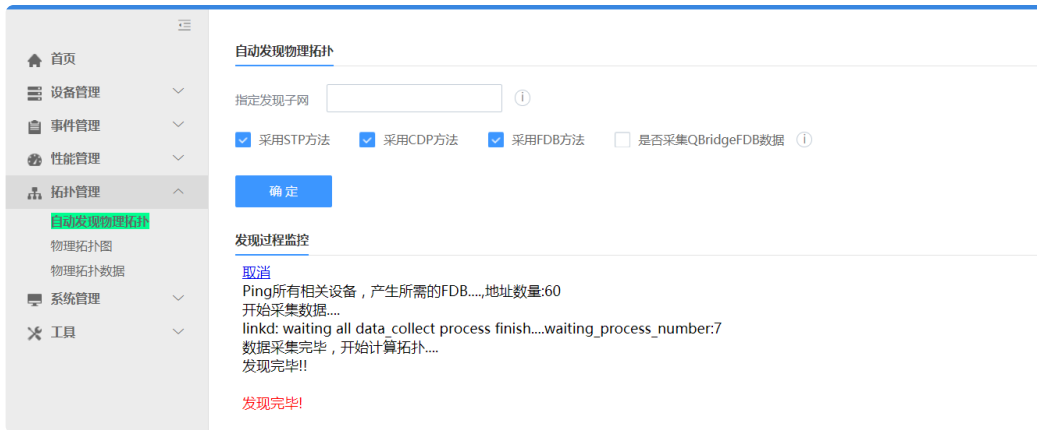 首页
设备管理
事件管理
性能管理
拓扑管理
自动发现物理拓扑
物理拓扑图
物理拓扑数据
系统管理
工具
自动发现物理拓扑
指定发现子网
采用STP方法 采用CDP方法 采用FDB方法 是否采集QBridgeFDB数据
确 定
发现过程监控
取消
Ping所有相关设备，产生所需的FDB....,地址数量:60
开始采集数据....
linkd: waiting all data_collect process finish....waiting_process_number:7
数据采集完毕，开始计算拓扑....
发现完毕!!
发现完毕!